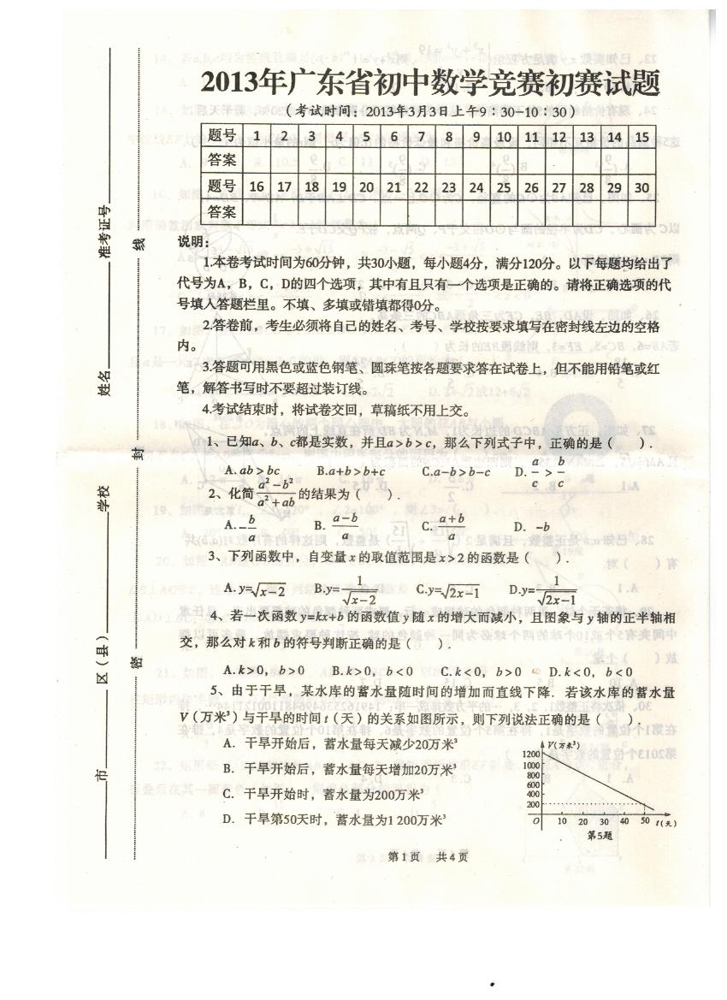 2013年广东省初中数学竞赛初赛试题
(考试时间：2013年3月3日上午9：30-10：30)
题号 1 2 3 4 5 6 7 8 9 10 11 12 13 14 15
答案
题号 16 17 18 19 20 21 22 23 24 25 26 27 28 29 30
答案
说明：
1.本卷考试时间为60分钟，共30小题，每小题4分，满分120分。以下每题均给出了
代号为A，B，C，D的四个选项，其中有且只有一个选项是正确的。请将正确选项的代
号填入答题栏里。不填、多填或错填都得0分。
2.答卷前，考生必须将自己的姓名、考号、学校按要求填写在密封线左边的空格
内。
3.答题可用黑色或蓝色钢笔、圆珠笔按各题要求答在试卷上，但不能用铅笔或红
笔，解答书写时不要超过装订线。
4.考试结束时，将试卷交回，草稿纸不用上交。
1、已知a、b、c都是实数，并且a>b>c，那么下列式子中，正确的是（ ）.
A.ab>bc B.a+b>b+c C.a-b>b-c D. a/c > b/c
2、化简 (a²-b²)/(a²+ab) 的结果为（ ）.
A. -b/a B. (a-b)/a C. (a+b)/a D. -b
3、下列函数中，自变量x的取值范围是x>2的函数是（ ）.
A.y=√(x-2) B.y=1/√(x-2) C.y=√(2x-1) D.y=1/√(2x-1)
4、若一次函数y=kx+b的函数值y随x的增大而减小，且图象与y轴的正半轴相
交，那么对k和b的符号判断正确的是（ ）.
A.k>0，b>0 B.k>0，b<0 C.k<0，b>0 D.k<0，b<0
5、由于干旱，某水库的蓄水量随时间的增加而直线下降．若该水库的蓄水量
V（万米³）与干旱的时间t（天）的关系如图所示，则下列说法正确的是（ ）.
A．干旱开始后，蓄水量每天减少20万米³
B．干旱开始后，蓄水量每天增加20万米³
C．干旱开始时，蓄水量为200万米³
D．干旱第50天时，蓄水量为1 200万米³
V(万米³)
1200
1000
800
600
400
200
O 10 20 30 40 50 t(天)
第5题
第1页 共4页
市 区（县） 学校 姓名 准考证号
密 封 线